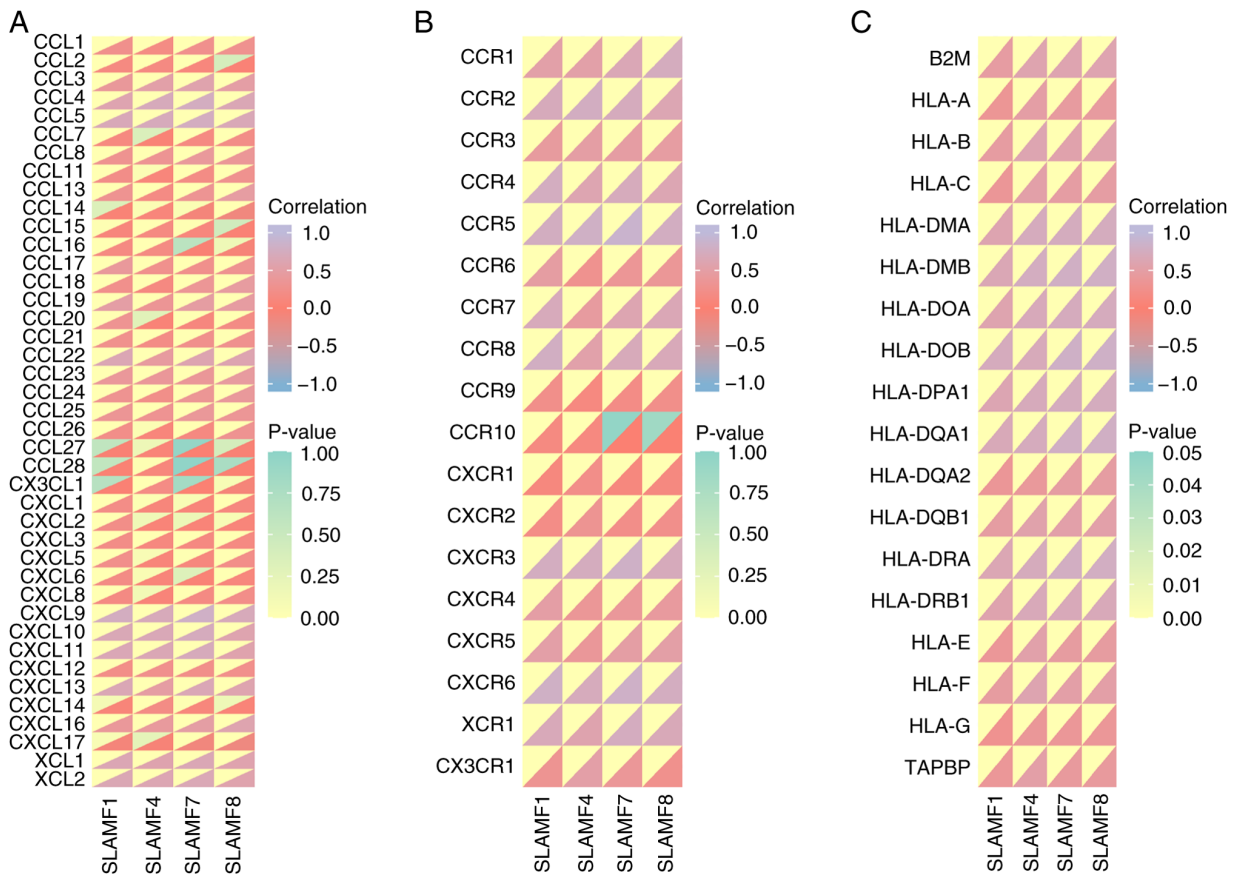 A
CCL1
CCL2
CCL3
CCL4
CCL5
CCL7
CCL8
CCL11
CCL13
CCL14
CCL15
CCL16
CCL17
CCL18
CCL19
CCL20
CCL21
CCL22
CCL23
CCL24
CCL25
CCL26
CCL27
CCL28
CX3CL1
CXCL1
CXCL2
CXCL3
CXCL5
CXCL6
CXCL8
CXCL9
CXCL10
CXCL11
CXCL12
CXCL13
CXCL14
CXCL16
CXCL17
XCL1
XCL2
SLAMF1
SLAMF4
SLAMF7
SLAMF8
Correlation
1.0
0.5
0.0
−0.5
−1.0
P-value
1.00
0.75
0.50
0.25
0.00
B
CCR1
CCR2
CCR3
CCR4
CCR5
CCR6
CCR7
CCR8
CCR9
CCR10
CXCR1
CXCR2
CXCR3
CXCR4
CXCR5
CXCR6
XCR1
CX3CR1
SLAMF1
SLAMF4
SLAMF7
SLAMF8
Correlation
1.0
0.5
0.0
−0.5
−1.0
P-value
1.00
0.75
0.50
0.25
0.00
C
B2M
HLA-A
HLA-B
HLA-C
HLA-DMA
HLA-DMB
HLA-DOA
HLA-DOB
HLA-DPA1
HLA-DQA1
HLA-DQA2
HLA-DQB1
HLA-DRA
HLA-DRB1
HLA-E
HLA-F
HLA-G
TAPBP
SLAMF1
SLAMF4
SLAMF7
SLAMF8
Correlation
1.0
0.5
0.0
−0.5
−1.0
P-value
0.05
0.04
0.03
0.02
0.01
0.00